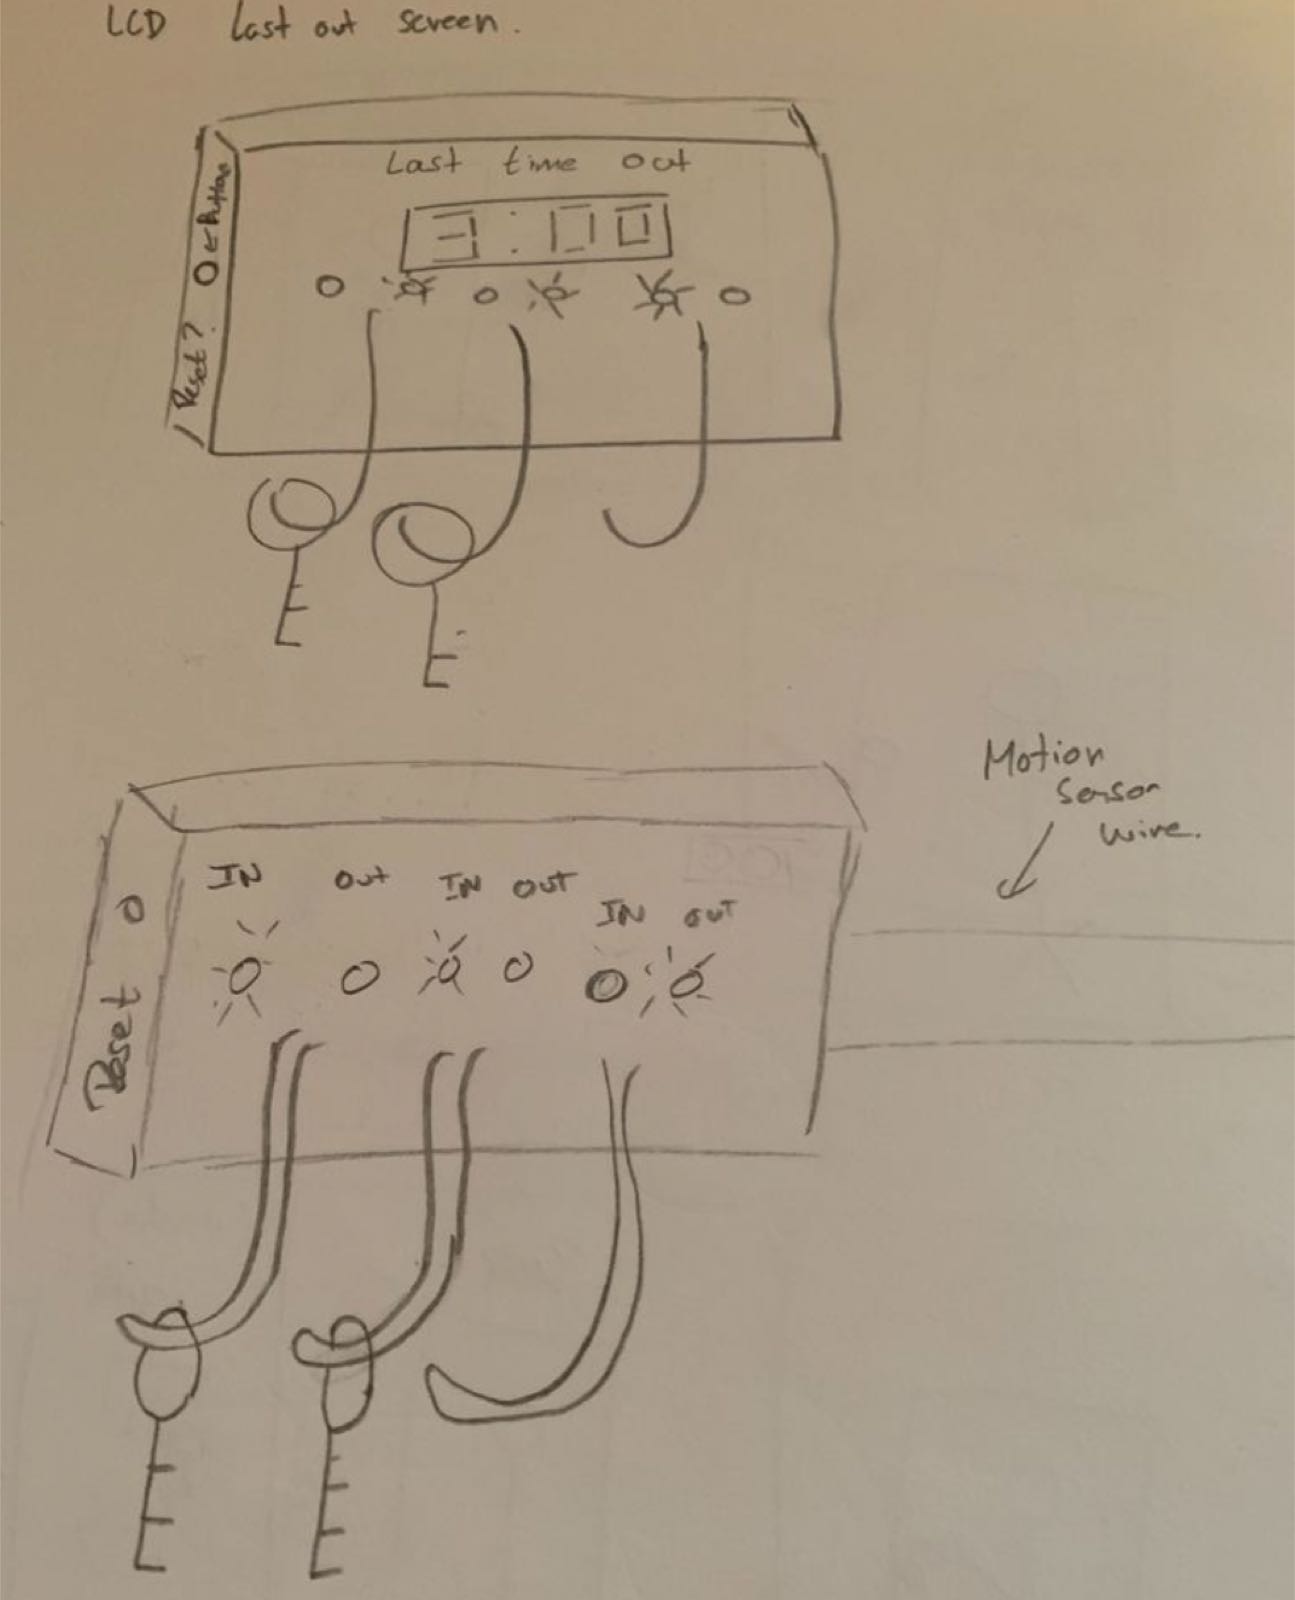 LCD Last out screen.
Last time out
3:00
Reset? O ← Button
Motion
sensor
wire.
IN out IN OUT
IN OUT
Reset O